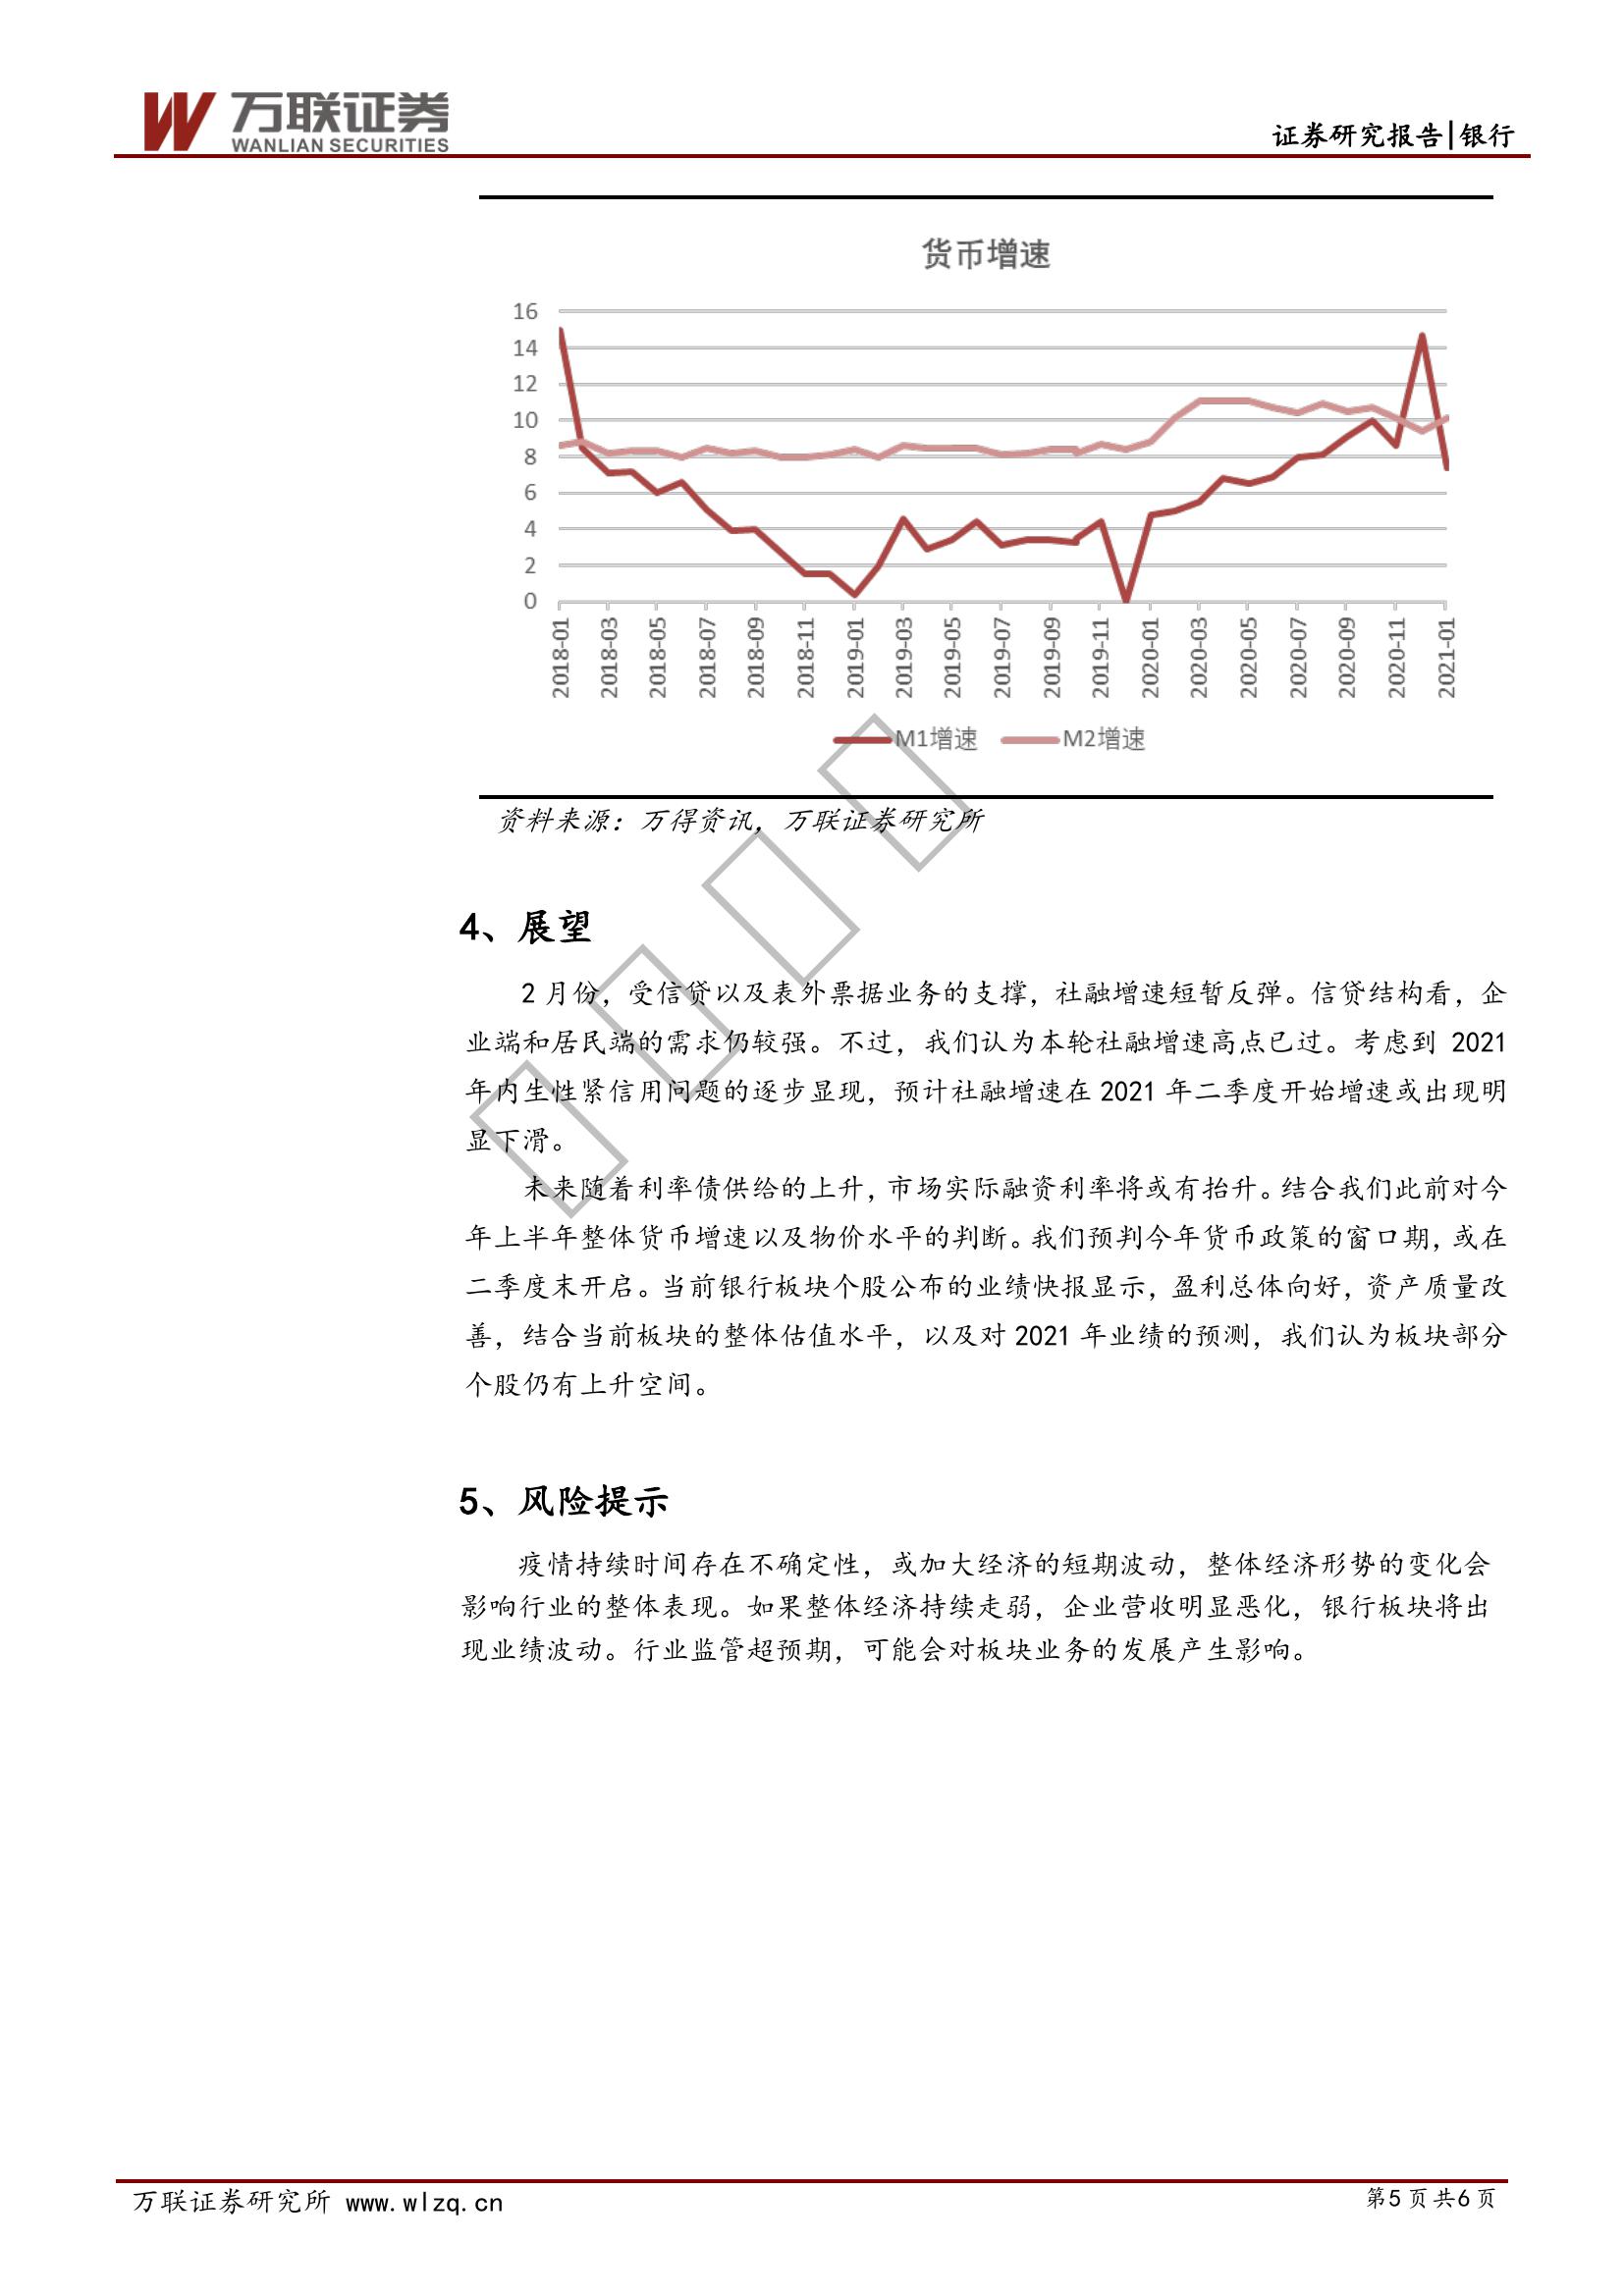 万联证券
WANLIAN SECURITIES
证券研究报告|银行
货币增速
16
14
12
10
8
6
4
2
0
2018-01
2018-03
2018-05
2018-07
2018-09
2018-11
2019-01
2019-03
2019-05
2019-07
2019-09
2019-11
2020-01
2020-03
2020-05
2020-07
2020-09
2020-11
2021-01
M1增速 M2增速
资料来源：万得资讯，万联证券研究所
4、展望
2 月份，受信贷以及表外票据业务的支撑，社融增速短暂反弹。信贷结构看，企
业端和居民端的需求仍较强。不过，我们认为本轮社融增速高点已过。考虑到 2021
年内生性紧信用问题的逐步显现，预计社融增速在 2021 年二季度开始增速或出现明
显下滑。
未来随着利率债供给的上升，市场实际融资利率将或有抬升。结合我们此前对今
年上半年整体货币增速以及物价水平的判断。我们预判今年货币政策的窗口期，或在
二季度末开启。当前银行板块个股公布的业绩快报显示，盈利总体向好，资产质量改
善，结合当前板块的整体估值水平，以及对 2021 年业绩的预测，我们认为板块部分
个股仍有上升空间。
5、风险提示
疫情持续时间存在不确定性，或加大经济的短期波动，整体经济形势的变化会
影响行业的整体表现。如果整体经济持续走弱，企业营收明显恶化，银行板块将出
现业绩波动。行业监管超预期，可能会对板块业务的发展产生影响。
万联证券研究所 www.wlzq.cn
第5页共6页